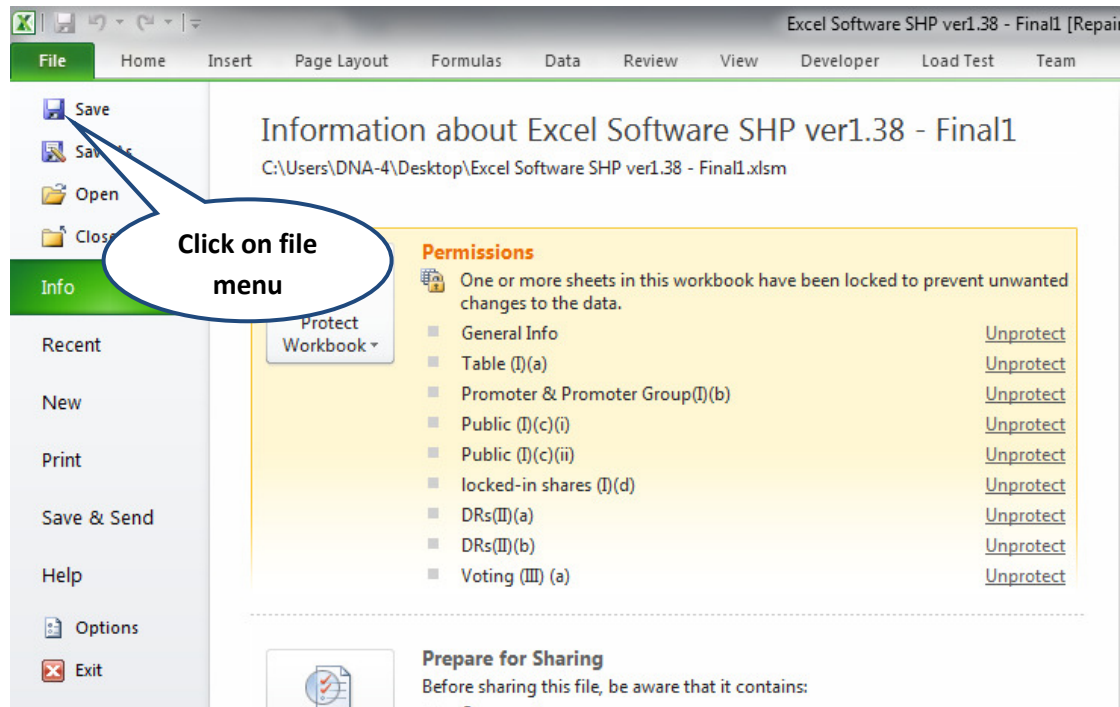 Excel Software SHP ver1.38 - Final1 [Repair
File Home Insert Page Layout Formulas Data Review View Developer Load Test Team
Save
Information about Excel Software SHP ver1.38 - Final1
Save As
C:\Users\DNA-4\Desktop\Excel Software SHP ver1.38 - Final1.xlsm
Open
Close
Click on file
menu
Info
Recent
New
Print
Save & Send
Help
Options
Exit
Protect
Workbook
Permissions
One or more sheets in this workbook have been locked to prevent unwanted
changes to the data.
General Info Unprotect
Table (I)(a) Unprotect
Promoter & Promoter Group(I)(b) Unprotect
Public (I)(c)(i) Unprotect
Public (I)(c)(ii) Unprotect
locked-in shares (I)(d) Unprotect
DRs(II)(a) Unprotect
DRs(II)(b) Unprotect
Voting (III) (a) Unprotect
Prepare for Sharing
Before sharing this file, be aware that it contains: